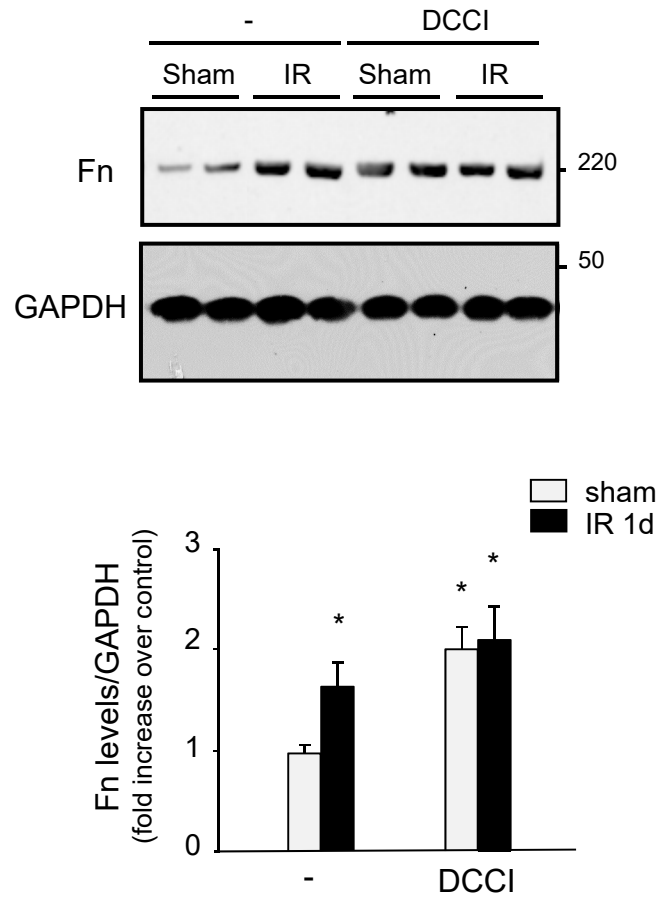 - DCCI
Sham IR Sham IR
Fn 220
50
GAPDH
sham
IR 1d
Fn levels/GAPDH
(fold increase over control)
3
*
*
*
2
1
0
- DCCI